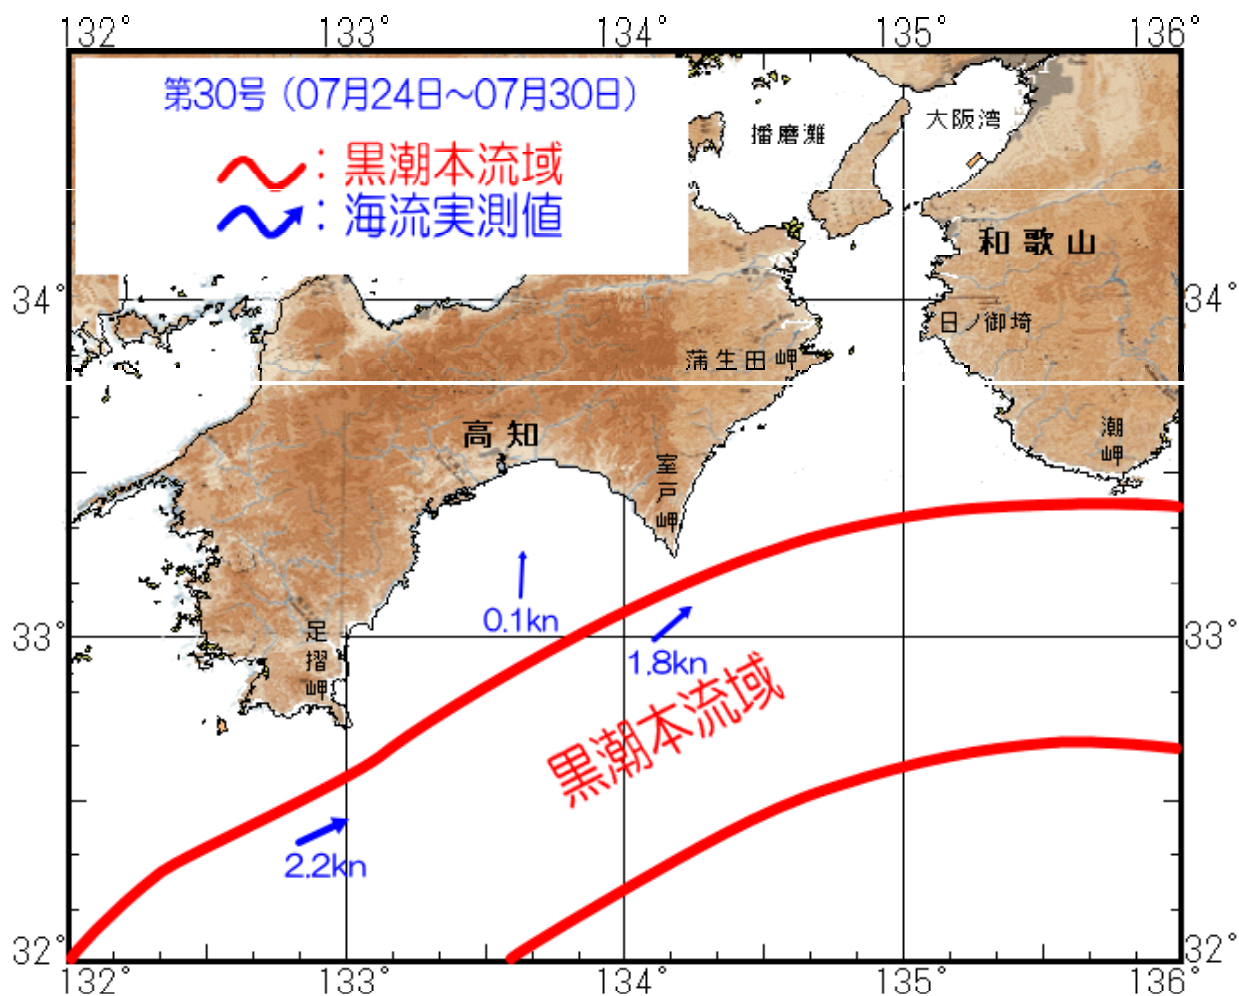 132° 133° 134° 135° 136°
第30号（07月24日～07月30日）
：黒潮本流域
：海流実測値
播磨灘
大阪湾
和歌山
34°
34°
日ノ御埼
蒲生田岬
潮岬
高知
室戸岬
0.1kn
33°
33°
足摺岬
1.8kn
黒潮本流域
2.2kn
32°
32°
132° 133° 134° 135° 136°